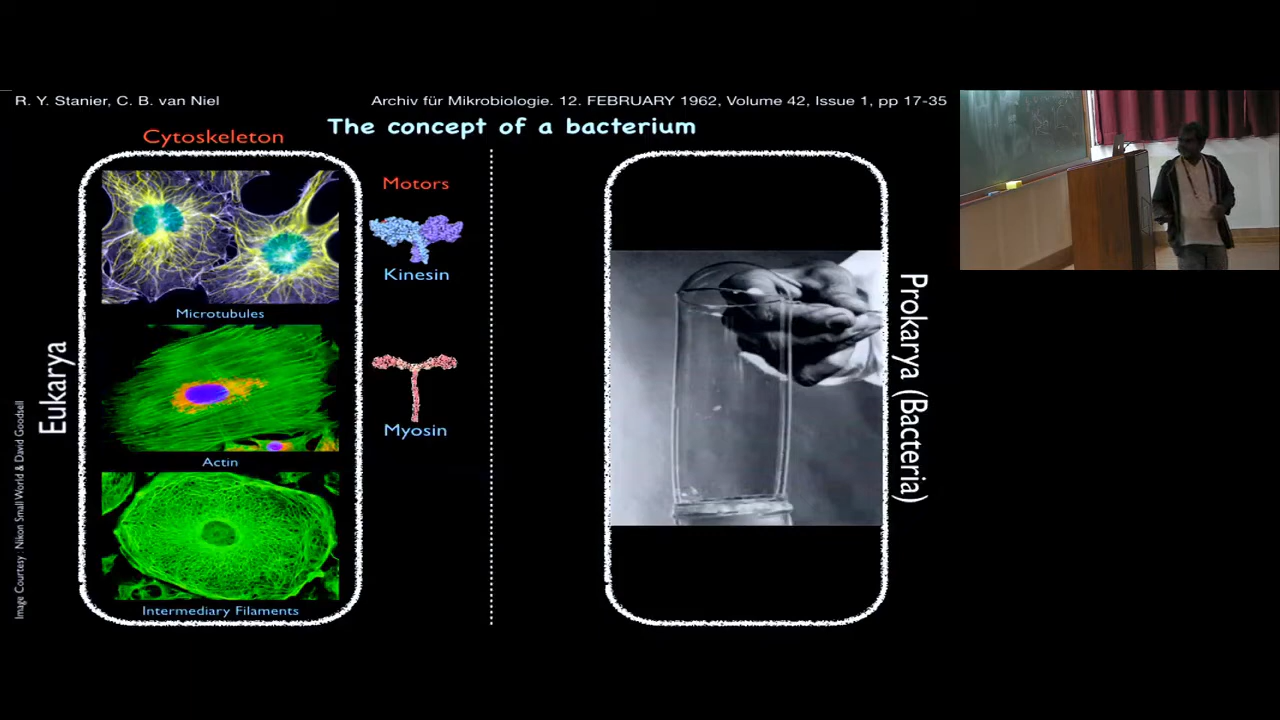 R. Y. Stanier, C. B. van Niel
Archiv für Mikrobiologie. 12. FEBRUARY 1962, Volume 42, Issue 1, pp 17-35
The concept of a bacterium
Cytoskeleton
Motors
Kinesin
Microtubules
Myosin
Actin
Intermediary Filaments
Eukarya
Image Courtesy : Nikon Small World & David Goodsell
Prokarya (Bacteria)